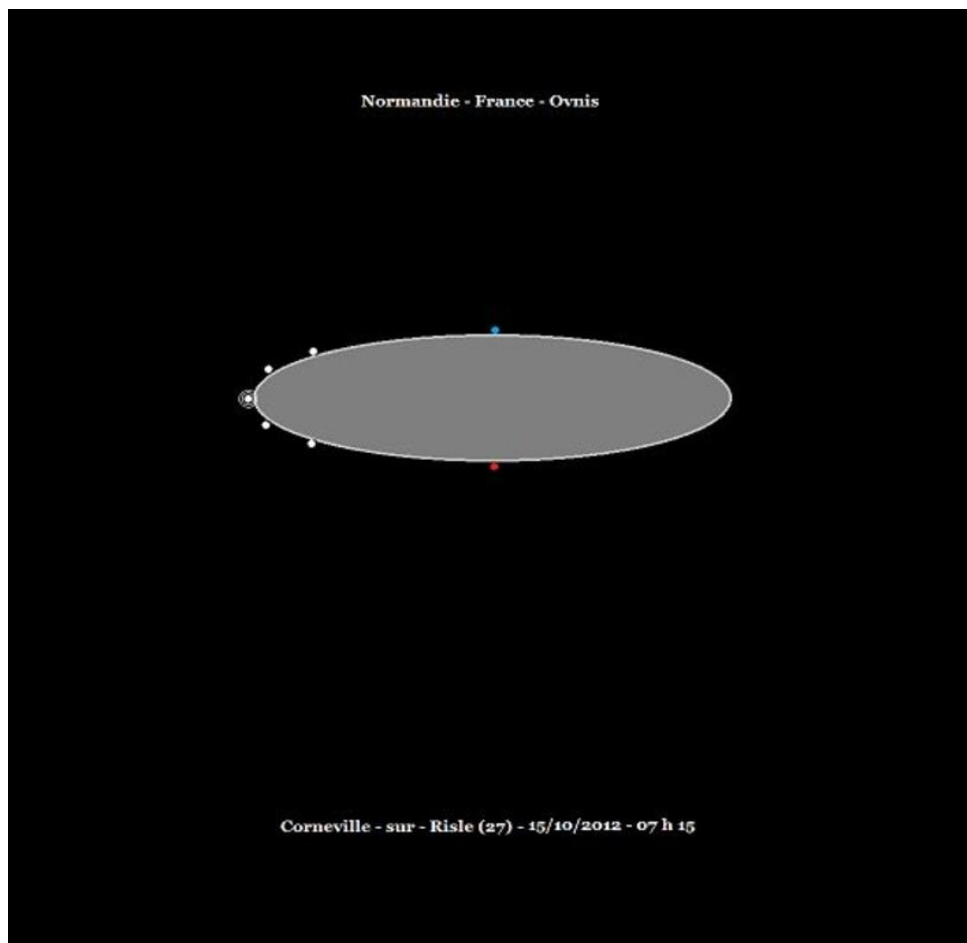 Normandie - France - Ovnis
Corneville - sur - Risle (27) - 15/10/2012 - 07 h 15